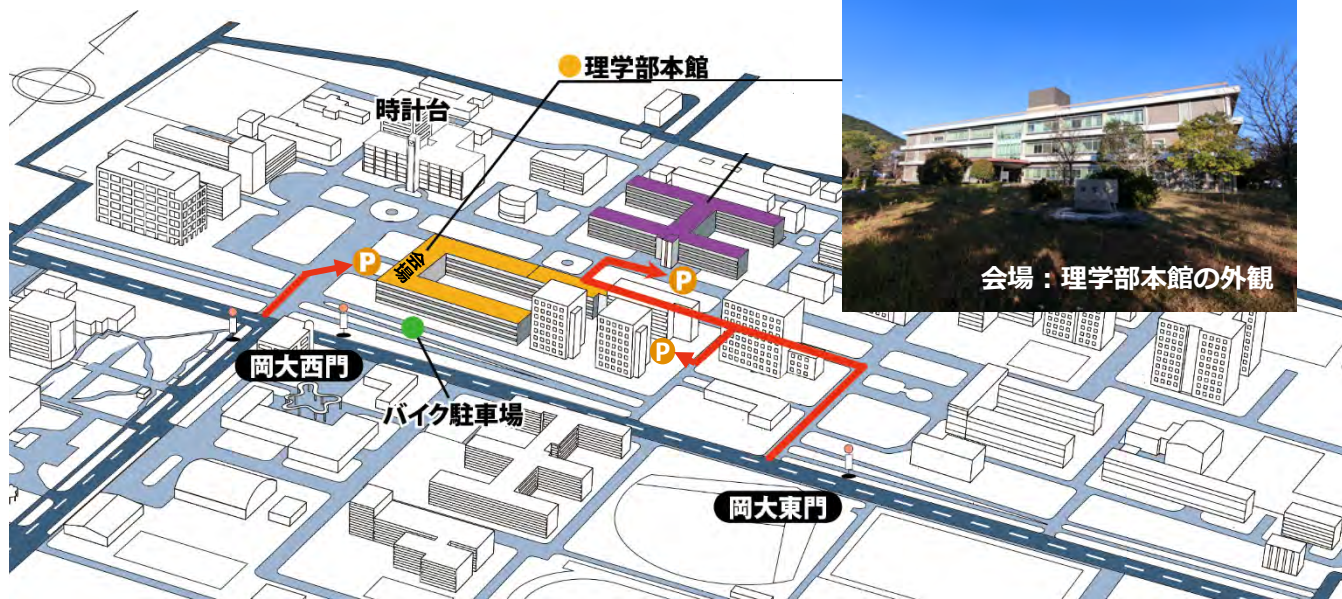 理学部本館
時計台
会場
P
P
P
岡大西門
バイク駐車場
岡大東門
会場：理学部本館の外観